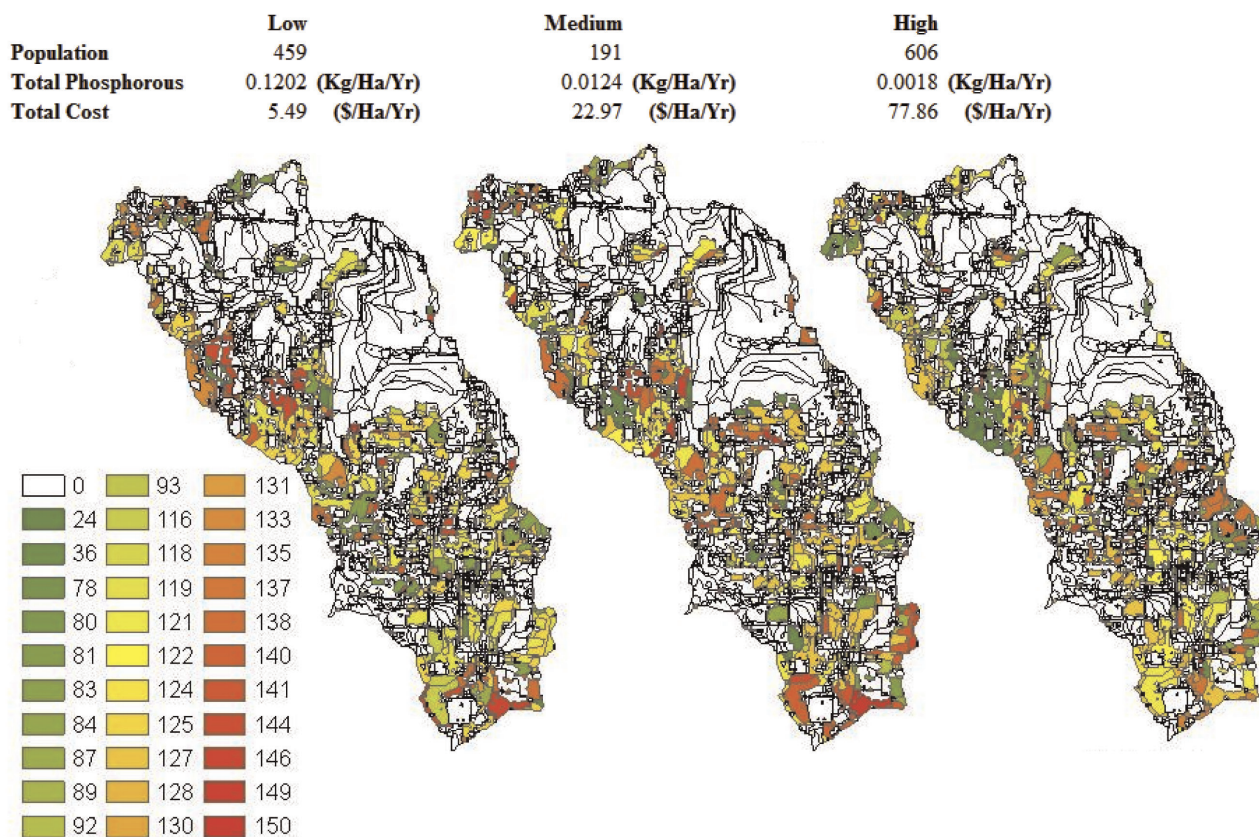 Low Medium High
Population 459 191 606
Total Phosphorous 0.1202 (Kg/Ha/Yr) 0.0124 (Kg/Ha/Yr) 0.0018 (Kg/Ha/Yr)
Total Cost 5.49 ($/Ha/Yr) 22.97 ($/Ha/Yr) 77.86 ($/Ha/Yr)
0 93 131
24 116 133
36 118 135
78 119 137
80 121 138
81 122 140
83 124 141
84 125 144
87 127 146
89 128 149
92 130 150